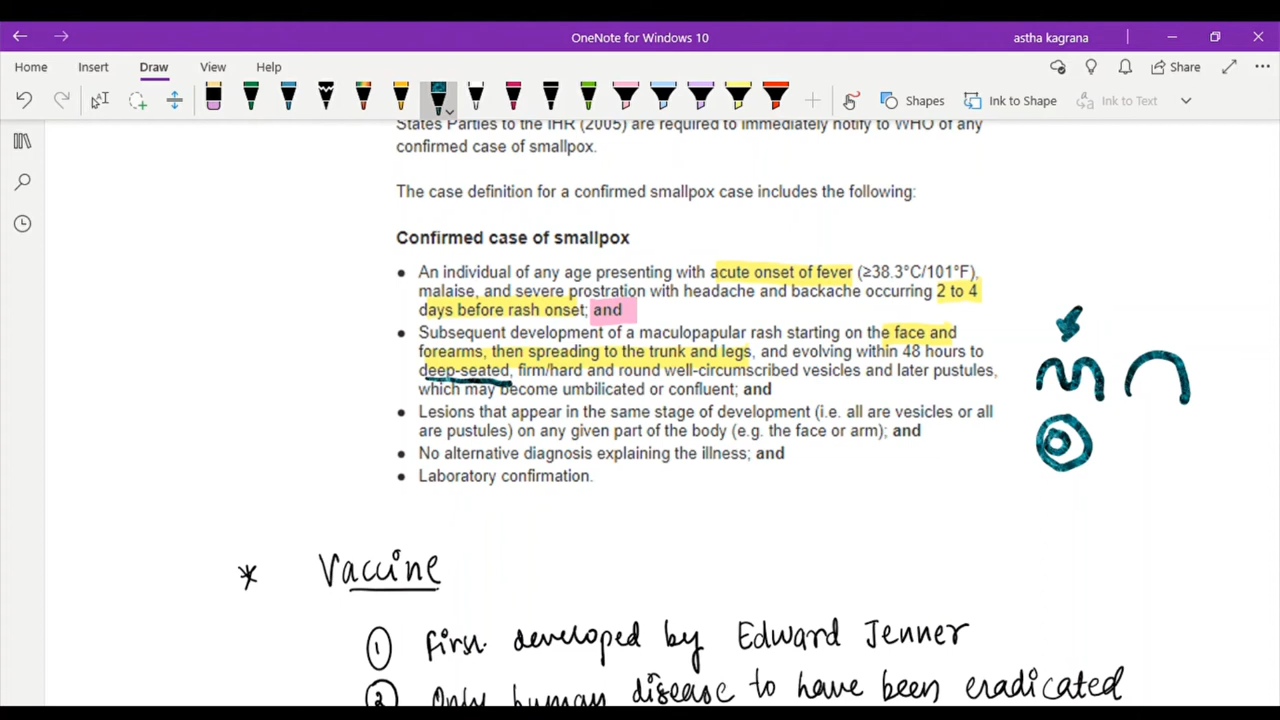 OneNote for Windows 10
astha kagrana
Home Insert Draw View Help
Share
Shapes
Ink to Shape
Ink to Text
States Parties to the IHR (2005) are required to immediately notify to WHO of any
confirmed case of smallpox.
The case definition for a confirmed smallpox case includes the following:
Confirmed case of smallpox
• An individual of any age presenting with acute onset of fever (≥38.3°C/101°F),
malaise, and severe prostration with headache and backache occurring 2 to 4
days before rash onset; and
• Subsequent development of a maculopapular rash starting on the face and
forearms, then spreading to the trunk and legs, and evolving within 48 hours to
deep-seated, firm/hard and round well-circumscribed vesicles and later pustules,
which may become umbilicated or confluent; and
• Lesions that appear in the same stage of development (i.e. all are vesicles or all
are pustules) on any given part of the body (e.g. the face or arm); and
• No alternative diagnosis explaining the illness; and
• Laboratory confirmation.
* Vaccine
① First developed by Edward Jenner
② Only human disease to have been eradicated